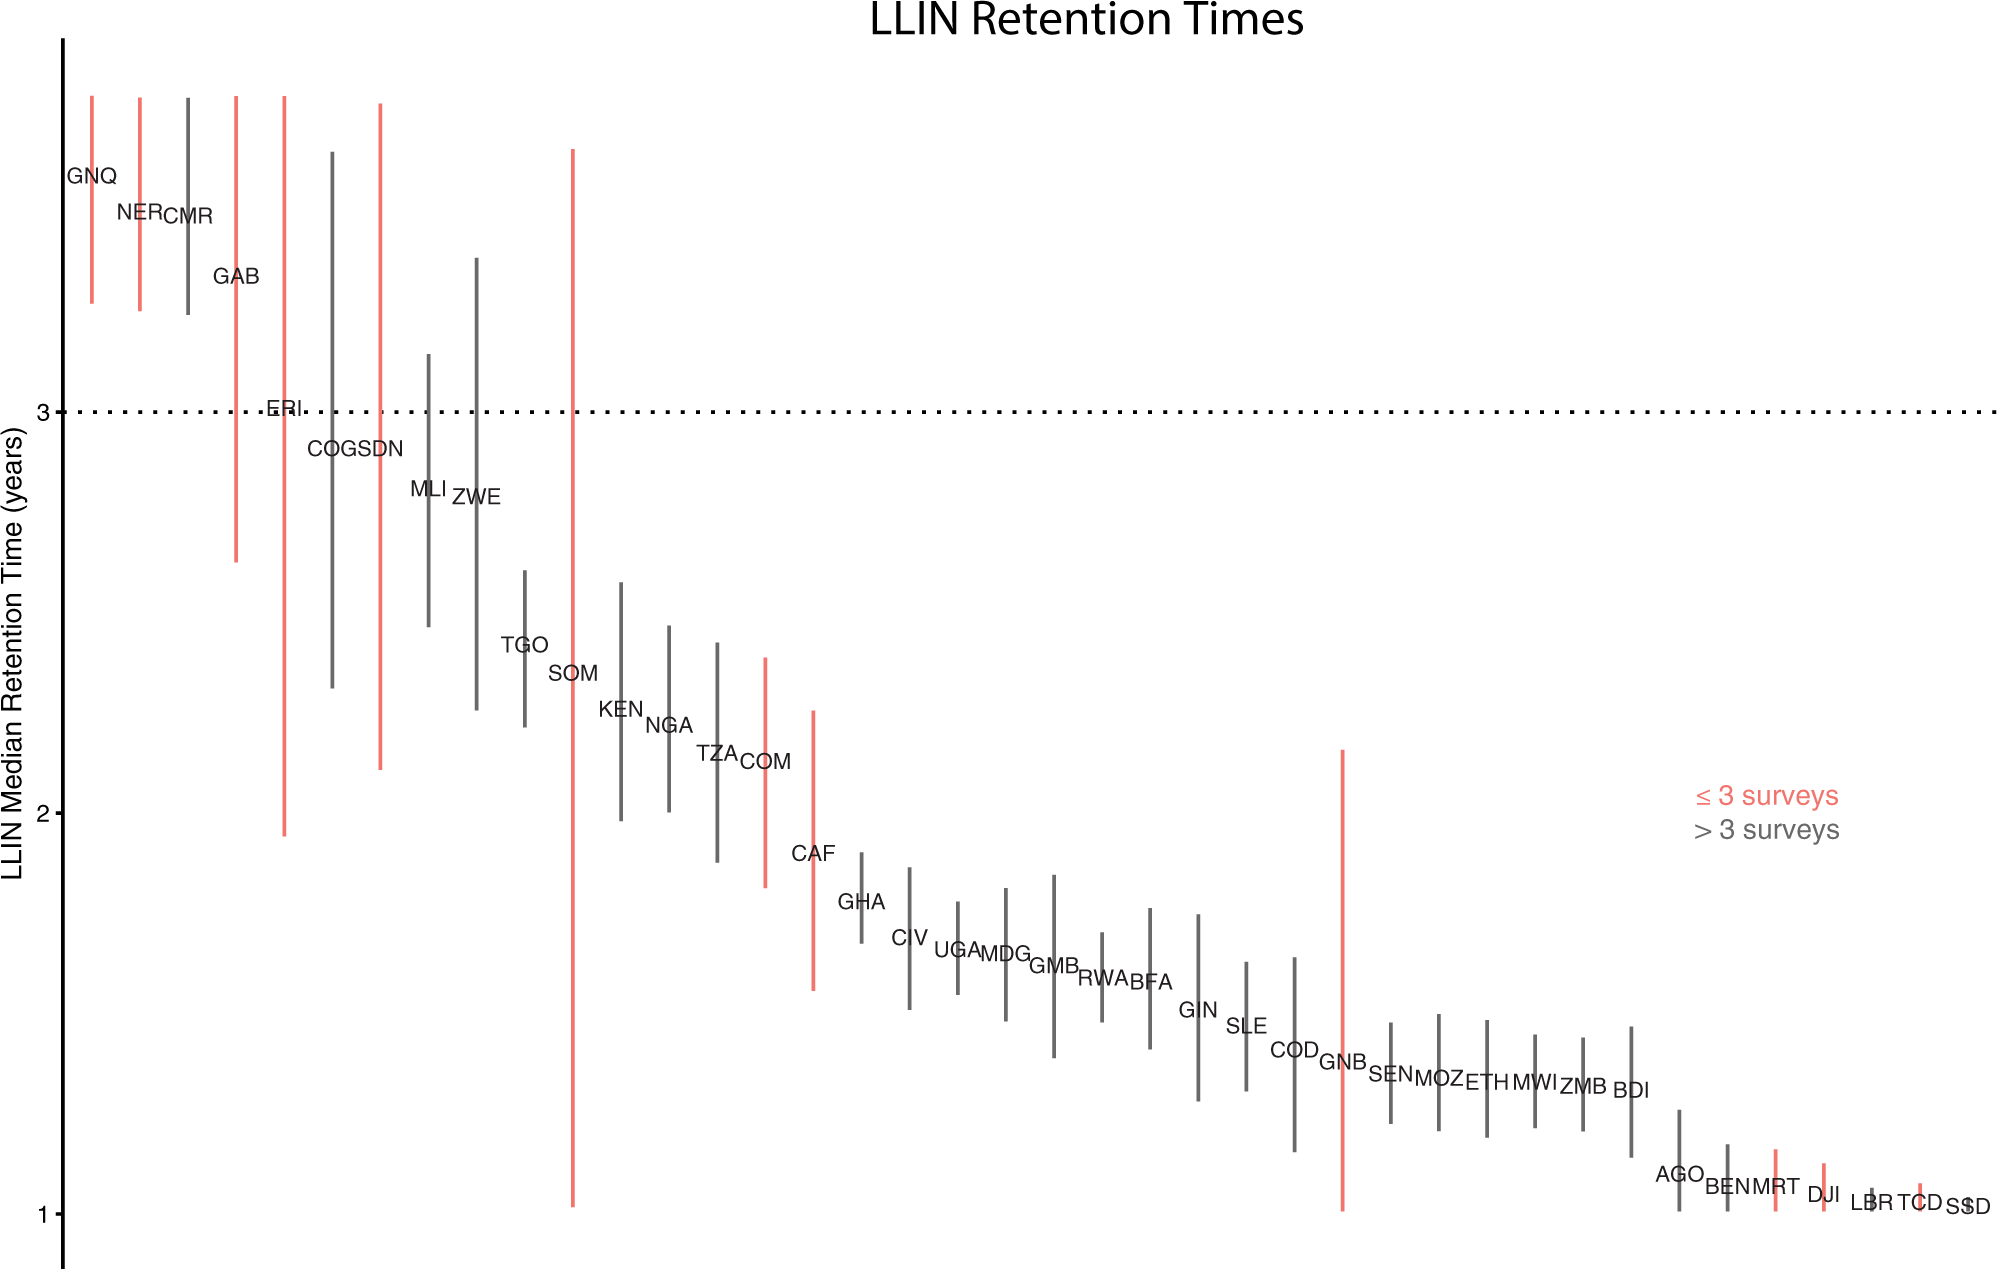 LLIN Retention Times
LLIN Median Retention Time (years)
3
2
1
GNQ
NER
CMR
GAB
ERI
COG
SDN
MLI
ZWE
TGO
SOM
KEN
NGA
TZA
COM
CAF
GHA
CIV
UGA
MDG
GMB
RWA
BFA
GIN
SLE
COD
GNB
SEN
MOZ
ETH
MWI
ZMB
BDI
AGO
BEN
MRT
DJI
LBR
TCD
SSD
≤ 3 surveys
> 3 surveys